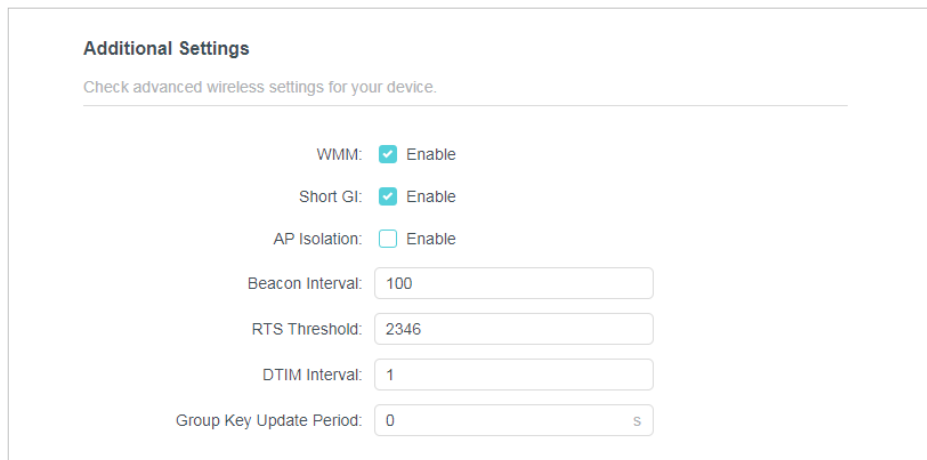 Additional Settings
Check advanced wireless settings for your device.
WMM: Enable
Short GI: Enable
AP Isolation: Enable
Beacon Interval: 100
RTS Threshold: 2346
DTIM Interval: 1
Group Key Update Period: 0 s